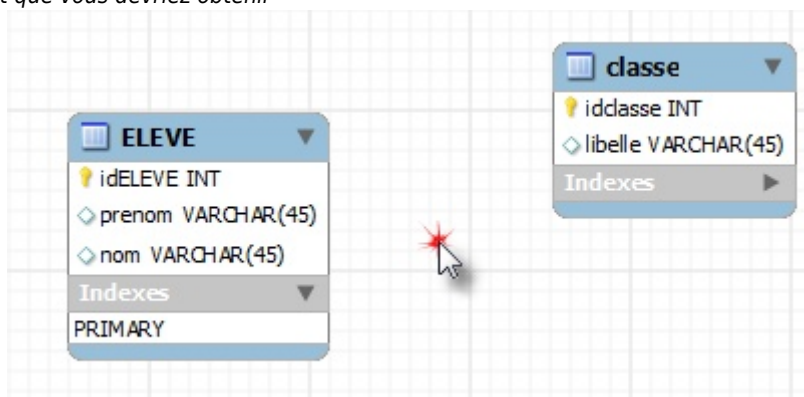 que vous devriez obtenir
classe
idclasse INT
libelle VARCHAR(45)
Indexes
ELEVE
idELEVE INT
prenom VARCHAR(45)
nom VARCHAR(45)
Indexes
PRIMARY